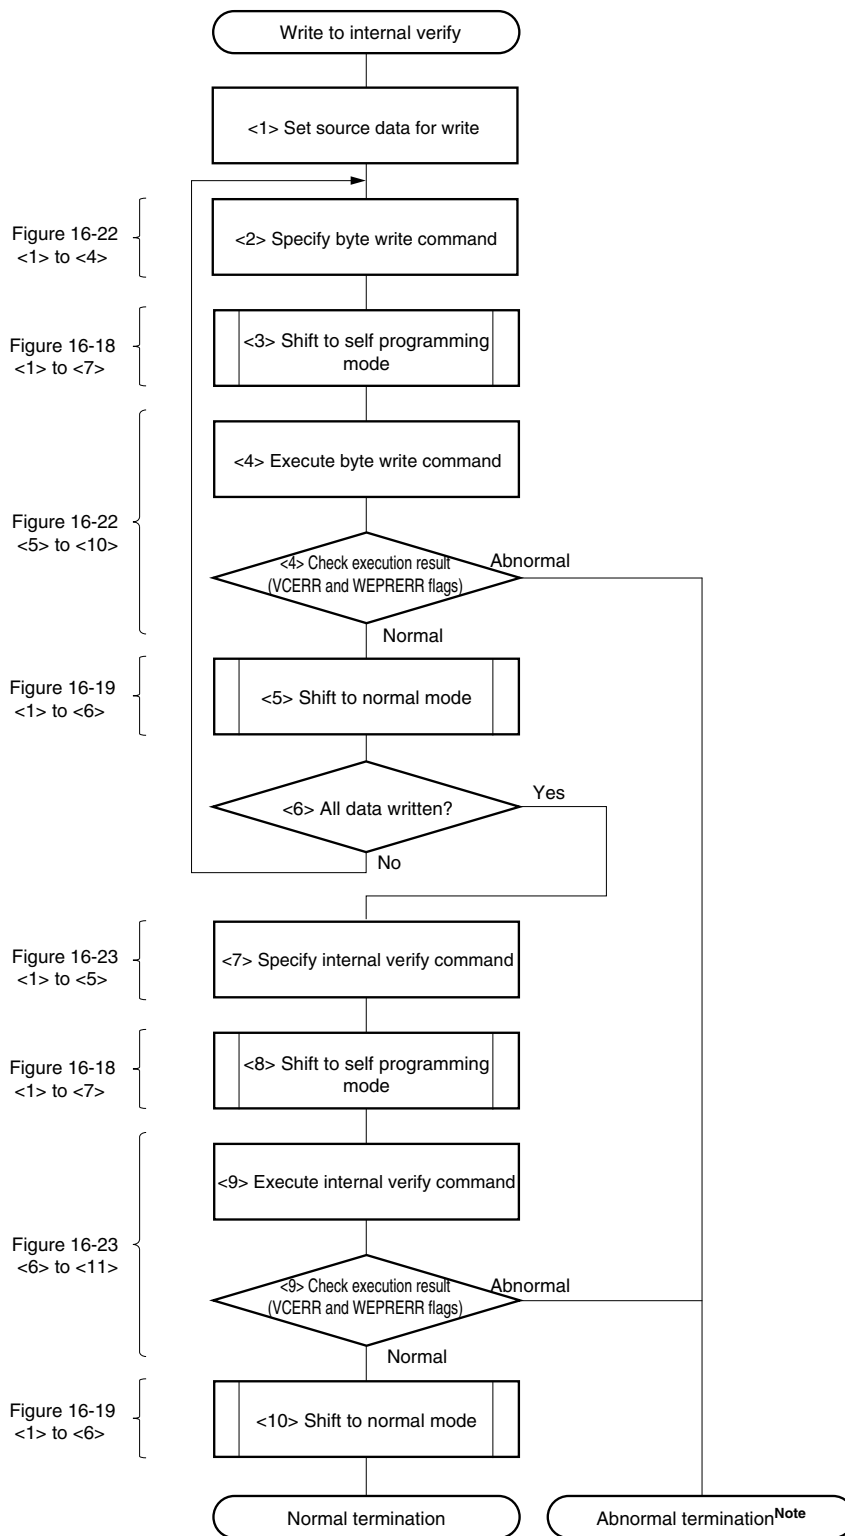 Write to internal verify
<1> Set source data for write
Figure 16-22
<1> to <4>
<2> Specify byte write command
Figure 16-18
<1> to <7>
<3> Shift to self programming
mode
<4> Execute byte write command
Figure 16-22
<5> to <10>
<4> Check execution result
(VCERR and WEPRERR flags)
Abnormal
Normal
Figure 16-19
<1> to <6>
<5> Shift to normal mode
<6> All data written?
Yes
No
Figure 16-23
<1> to <5>
<7> Specify internal verify command
Figure 16-18
<1> to <7>
<8> Shift to self programming
mode
<9> Execute internal verify command
Figure 16-23
<6> to <11>
<9> Check execution result
(VCERR and WEPRERR flags)
Abnormal
Normal
Figure 16-19
<1> to <6>
<10> Shift to normal mode
Normal termination
Abnormal termination Note